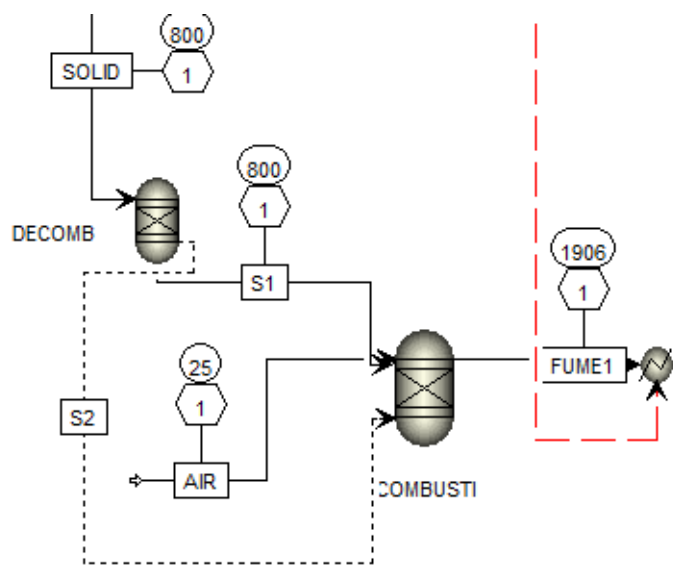 800
SOLID
1
800
1
DECOMB
1906
1
S1
25
1
FUME1
S2
AIR
COMBUSTI